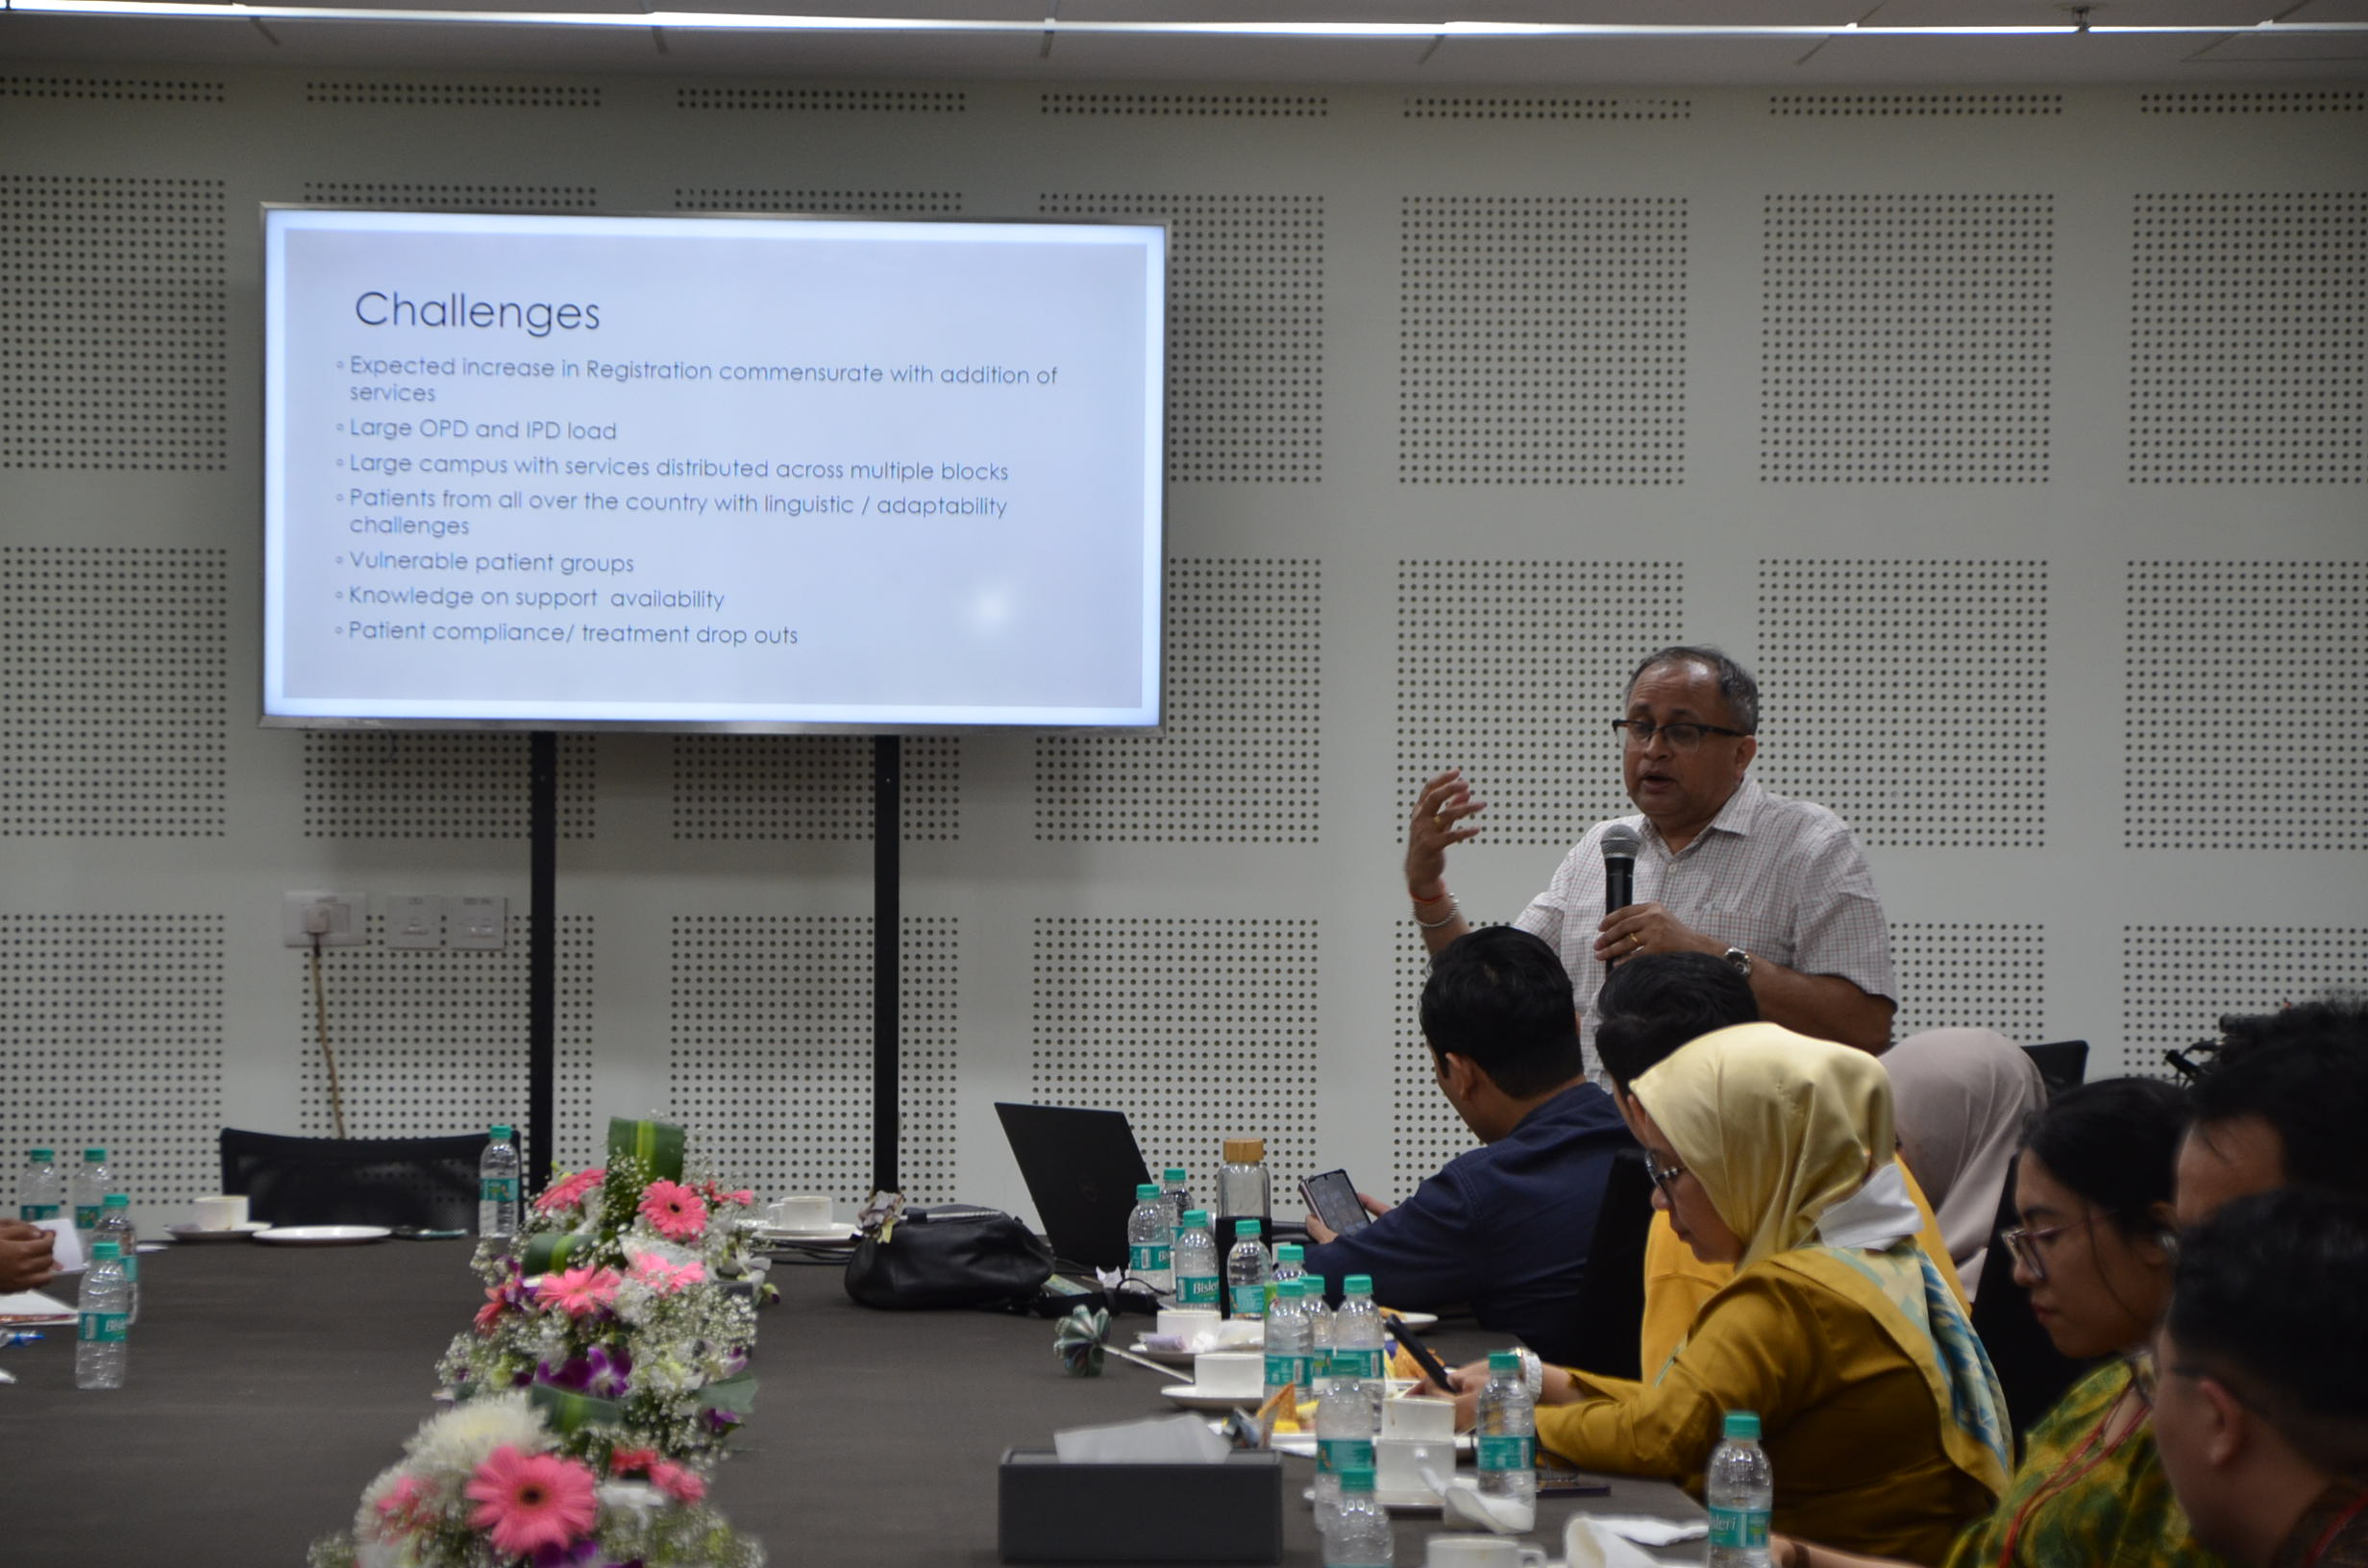 Challenges
Expected increase in Registration commensurate with addition of
services
Large OPD and IPD load
Large campus with services distributed across multiple blocks
Patients from all over the country with linguistic / adaptability
challenges
Vulnerable patient groups
Knowledge on support availability
Patient compliance/ treatment drop outs